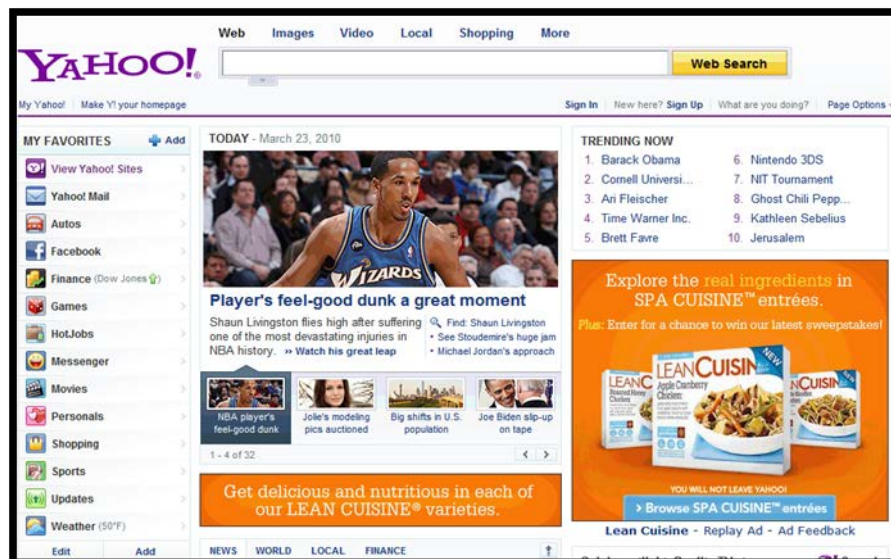 Web Images Video Local Shopping More
YAHOO!
Web Search
My Yahoo! Make Y! your homepage
Sign In New here? Sign Up What are you doing? Page Options
MY FAVORITES Add
View Yahoo! Sites
Yahoo! Mail
Autos
Facebook
Finance (Dow Jones)
Games
HotJobs
Messenger
Movies
Personals
Shopping
Sports
Updates
Weather (50°F)
Edit Add
TODAY - March 23, 2010
WIZARDS
Player's feel-good dunk a great moment
Shaun Livingston flies high after suffering
one of the most devastating injuries in
NBA history. » Watch his great leap
Find: Shaun Livingston
• See Stoudemire's huge jam
• Michael Jordan's approach
NBA player's
feel-good dunk
Jolie's modeling
pics auctioned
Big shifts in U.S.
population
Joe Biden slip-up
on tape
1 - 4 of 32
Get delicious and nutritious in each of
our LEAN CUISINE® varieties.
NEWS WORLD LOCAL FINANCE
TRENDING NOW
1. Barack Obama
2. Cornell Universi...
3. Ari Fleischer
4. Time Warner Inc.
5. Brett Favre
6. Nintendo 3DS
7. NIT Tournament
8. Ghost Chili Pepp...
9. Kathleen Sebelius
10. Jerusalem
Explore the real ingredients in
SPA CUISINE™ entrées.
Plus: Enter for a chance to win our latest sweepstakes!
LEAN CUISINE
NEW
Apple Cranberry
Chicken
YOU WILL NOT LEAVE YAHOO!
> Browse SPA CUISINE™ entrées
Lean Cuisine - Replay Ad - Ad Feedback